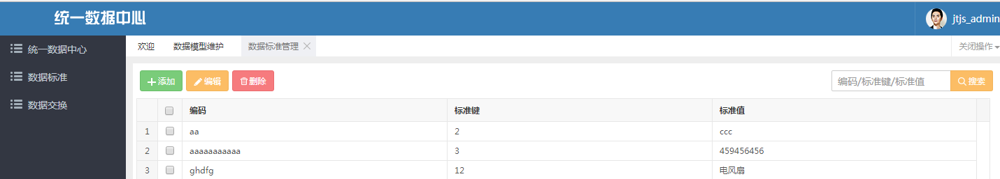 统一数据中心 jtjs_admin
统一数据中心 欢迎 数据模型维护 数据标准管理 关闭操作
数据标准
数据交换
添加 编辑 删除 编码/标准键/标准值 搜索
编码 标准键 标准值
1 aa 2 ccc
2 aaaaaaaaaaa 3 459456456
3 ghdfg 12 电风扇